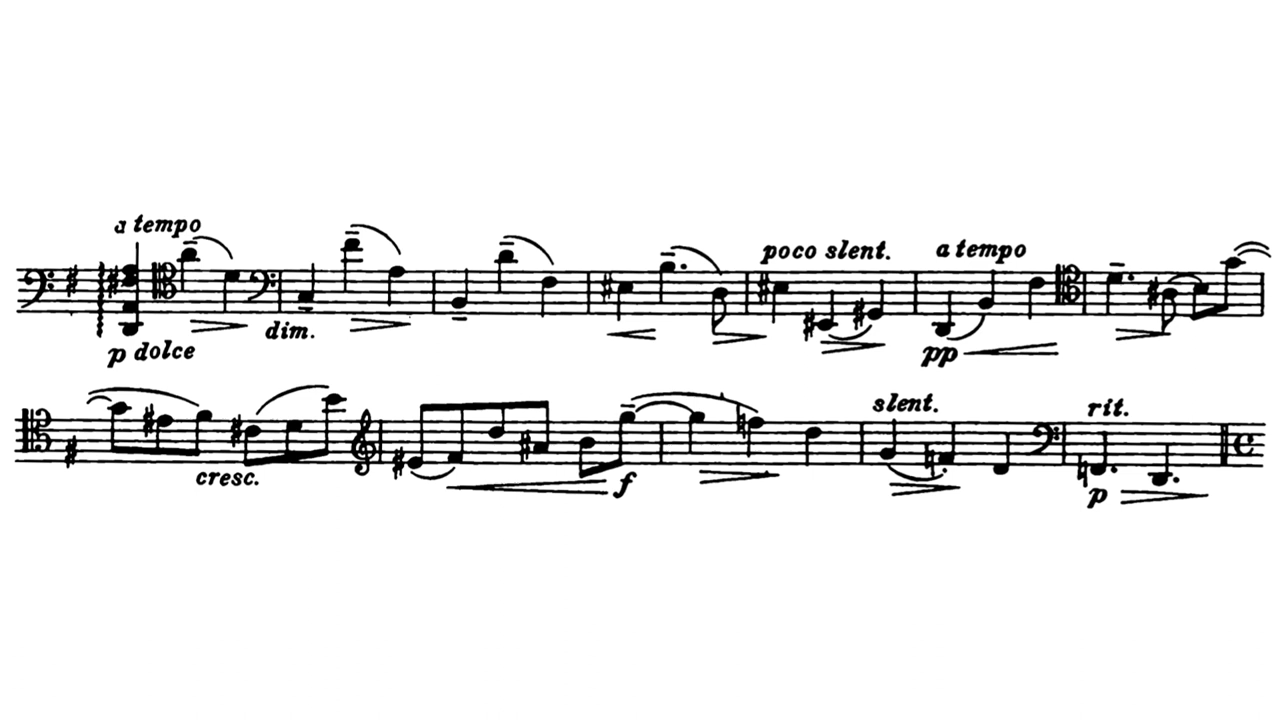 a tempo
poco slent. a tempo
dim.
p dolce
pp
slent. rit.
cresc.
f
p